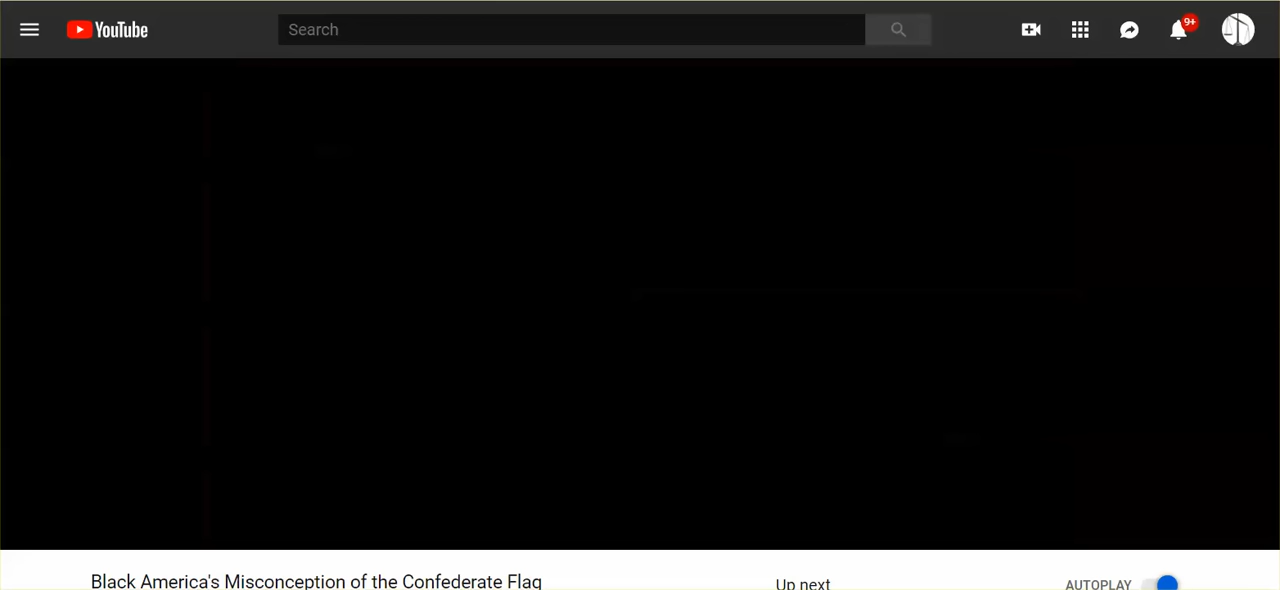 YouTube
Search
9+
Black America's Misconception of the Confederate Flag
Up next
AUTOPLAY